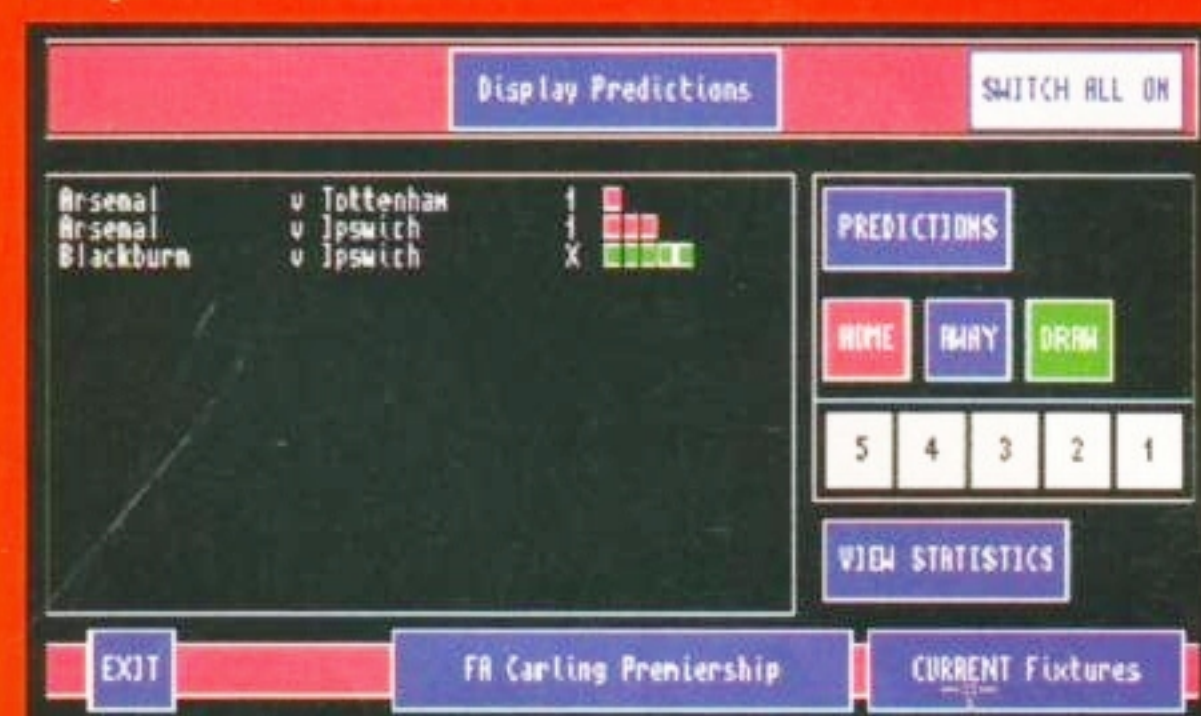 Display Predictions
SWITCH ALL ON
Arsenal v Tottenham 1
Arsenal v Ipswich 1
Blackburn v Ipswich X
PREDICTIONS
HOME AWAY DRAW
5 4 3 2 1
VIEW STATISTICS
EXIT
FA Carling Premiership
CURRENT Fixtures